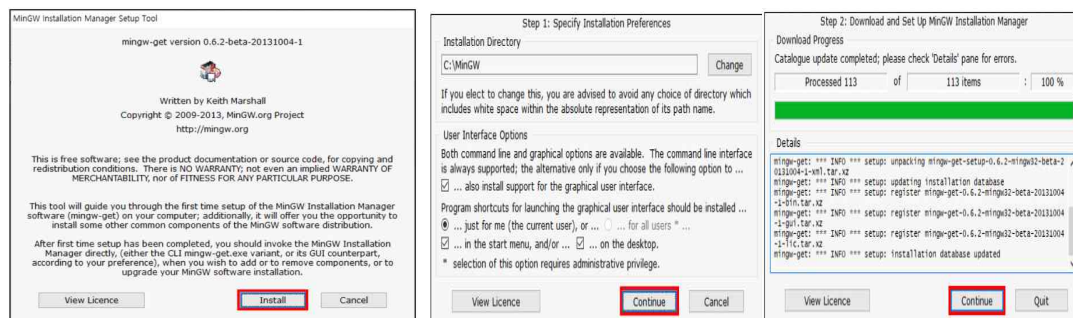 MinGW Installation Manager Setup Tool
mingw-get version 0.6.2-beta-20131004-1
Written by Keith Marshall
Copyright © 2009-2013, MinGW.org Project
http://mingw.org
This is free software; see the product documentation or source code, for copying and
redistribution conditions.  There is NO WARRANTY; not even an implied WARRANTY OF
MERCHANTABILITY, nor of FITNESS FOR ANY PARTICULAR PURPOSE.
This tool will guide you through the first time setup of the MinGW Installation Manager
software (mingw-get) on your computer; additionally, it will offer you the opportunity to
install some other common components of the MinGW software distribution.
After first time setup has been completed, you should invoke the MinGW Installation
Manager directly, (either the CLI mingw-get.exe variant, or its GUI counterpart,
according to your preference), when you wish to add or to remove components, or to
upgrade your MinGW software installation.
View Licence
Install
Cancel
Step 1: Specify Installation Preferences
Installation Directory
C:\MinGW
Change
If you elect to change this, you are advised to avoid any choice of directory which
includes white space within the absolute representation of its path name.
User Interface Options
Both command line and graphical options are available.  The command line interface
is always supported; the alternative only if you choose the following option to ...
... also install support for the graphical user interface.
Program shortcuts for launching the graphical user interface should be installed ...
... just for me (the current user), or ... ... for all users * ...
... in the start menu, and/or ... ... on the desktop.
* selection of this option requires administrative privilege.
View Licence
Continue
Cancel
Step 2: Download and Set Up MinGW Installation Manager
Download Progress
Catalogue update completed; please check 'Details' pane for errors.
Processed 113 of 113 items : 100 %
Details
mingw-get: *** INFO *** setup: unpacking mingw-get-setup-0.6.2-mingw32-beta-2
0131004-1-xml.tar.xz
mingw-get: *** INFO *** setup: updating installation database
mingw-get: *** INFO *** setup: register mingw-get-0.6.2-mingw32-beta-20131004
-1-bin.tar.xz
mingw-get: *** INFO *** setup: register mingw-get-0.6.2-mingw32-beta-20131004
-1-gui.tar.xz
mingw-get: *** INFO *** setup: register mingw-get-0.6.2-mingw32-beta-20131004
-1-lic.tar.xz
mingw-get: *** INFO *** setup: installation database updated
View Licence
Continue
Quit